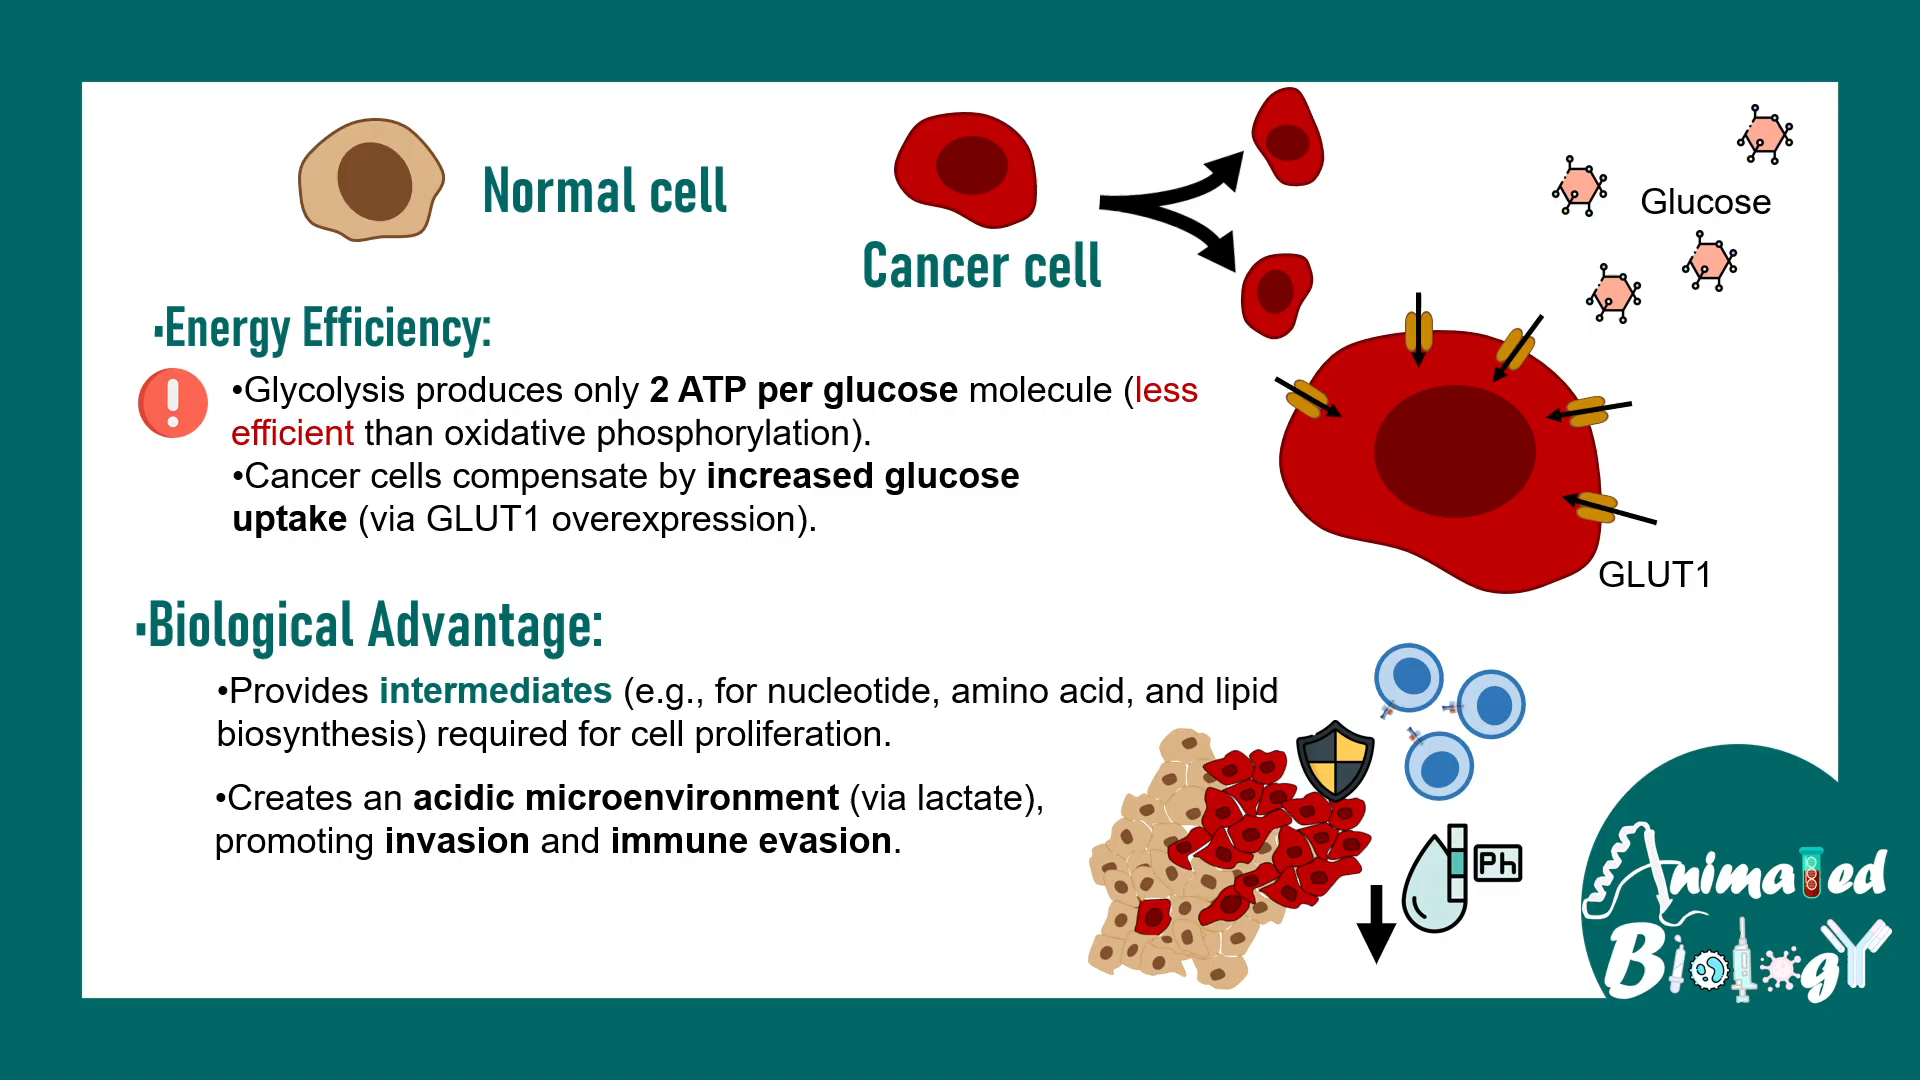 Normal cell
Cancer cell
Glucose
▪Energy Efficiency:
•Glycolysis produces only 2 ATP per glucose molecule (less
efficient than oxidative phosphorylation).
•Cancer cells compensate by increased glucose
uptake (via GLUT1 overexpression).
GLUT1
▪Biological Advantage:
•Provides intermediates (e.g., for nucleotide, amino acid, and lipid
biosynthesis) required for cell proliferation.
•Creates an acidic microenvironment (via lactate),
promoting invasion and immune evasion.
Ph
Animated
Biology